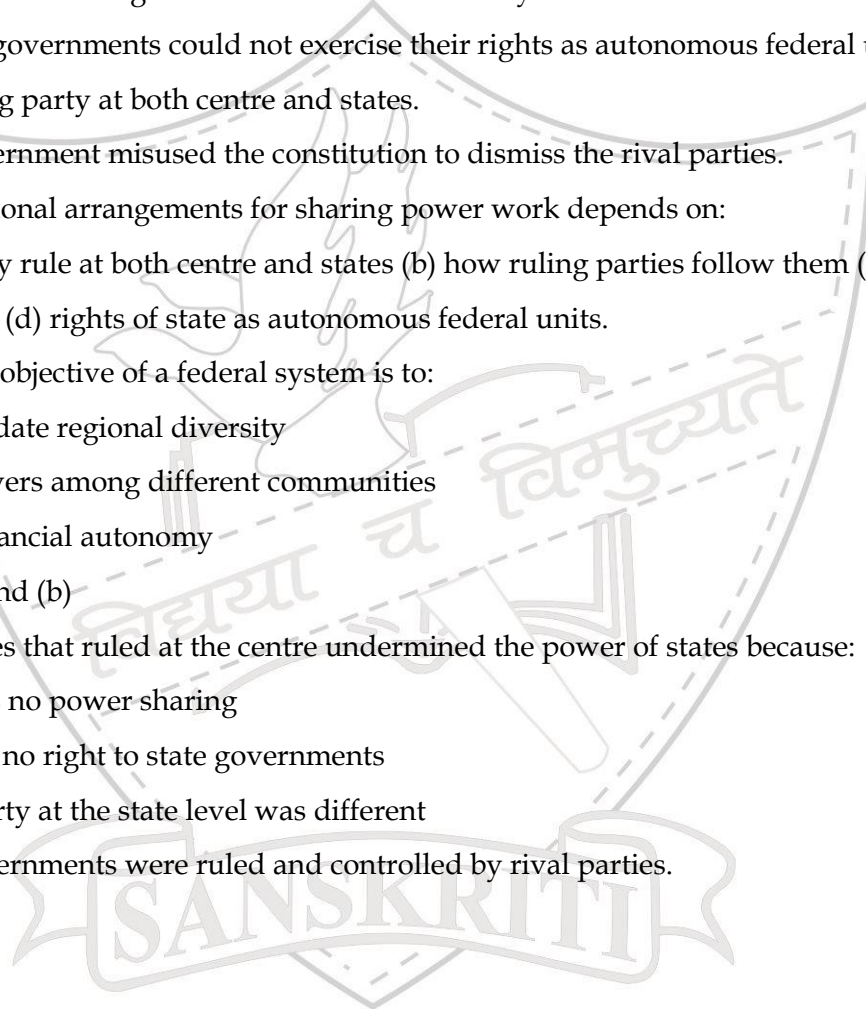 governments could not exercise their rights as autonomous federal
g party at both centre and states.
ernment misused the constitution to dismiss the rival parties.
ional arrangements for sharing power work depends on:
y rule at both centre and states (b) how ruling parties follow them (
(d) rights of state as autonomous federal units.
objective of a federal system is to:
date regional diversity
vers among different communities
ancial autonomy
nd (b)
विद्यया च विमुच्यते
es that ruled at the centre undermined the power of states because:
no power sharing
no right to state governments
rty at the state level was different
ernments were ruled and controlled by rival parties.
SANSKRITI